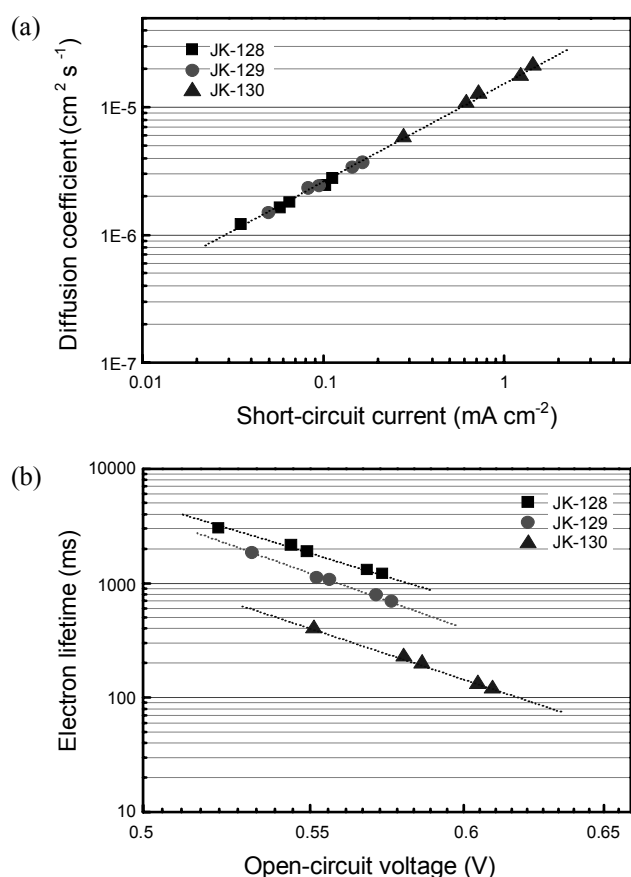 (a)
JK-128
JK-129
JK-130
1E-5
1E-6
1E-7
Diffusion coefficient (cm² s⁻¹)
0.01 0.1 1
Short-circuit current (mA cm⁻²)
(b)
JK-128
JK-129
JK-130
10000
1000
100
10
Electron lifetime (ms)
0.5 0.55 0.6 0.65
Open-circuit voltage (V)